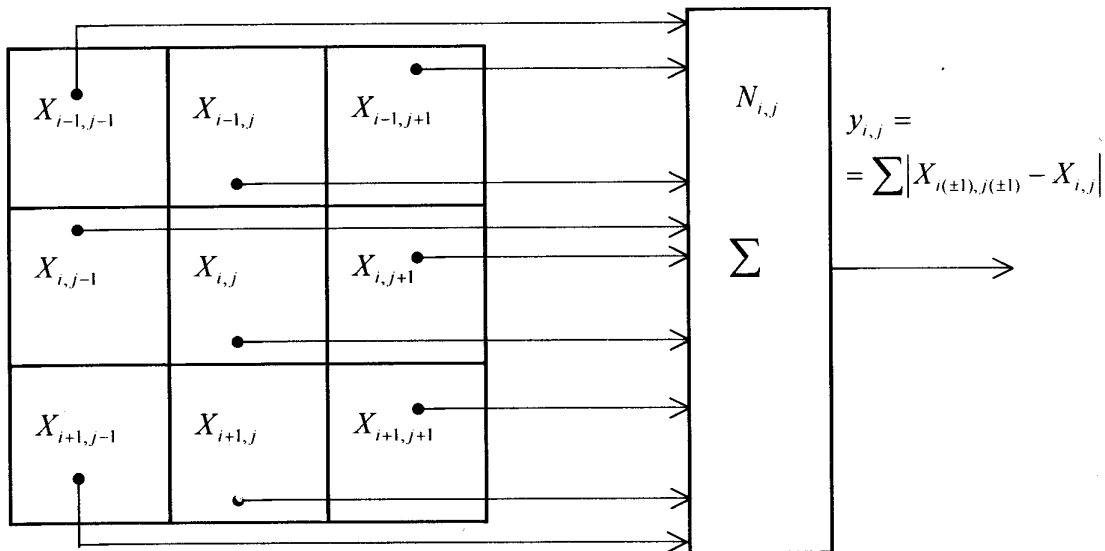 X_{i-1,j-1} X_{i-1,j} X_{i-1,j+1}
X_{i,j-1} X_{i,j} X_{i,j+1}
X_{i+1,j-1} X_{i+1,j} X_{i+1,j+1}
N_{i,j}
∑
y_{i,j} =
= ∑|X_{i(±1),j(±1)} − X_{i,j}|